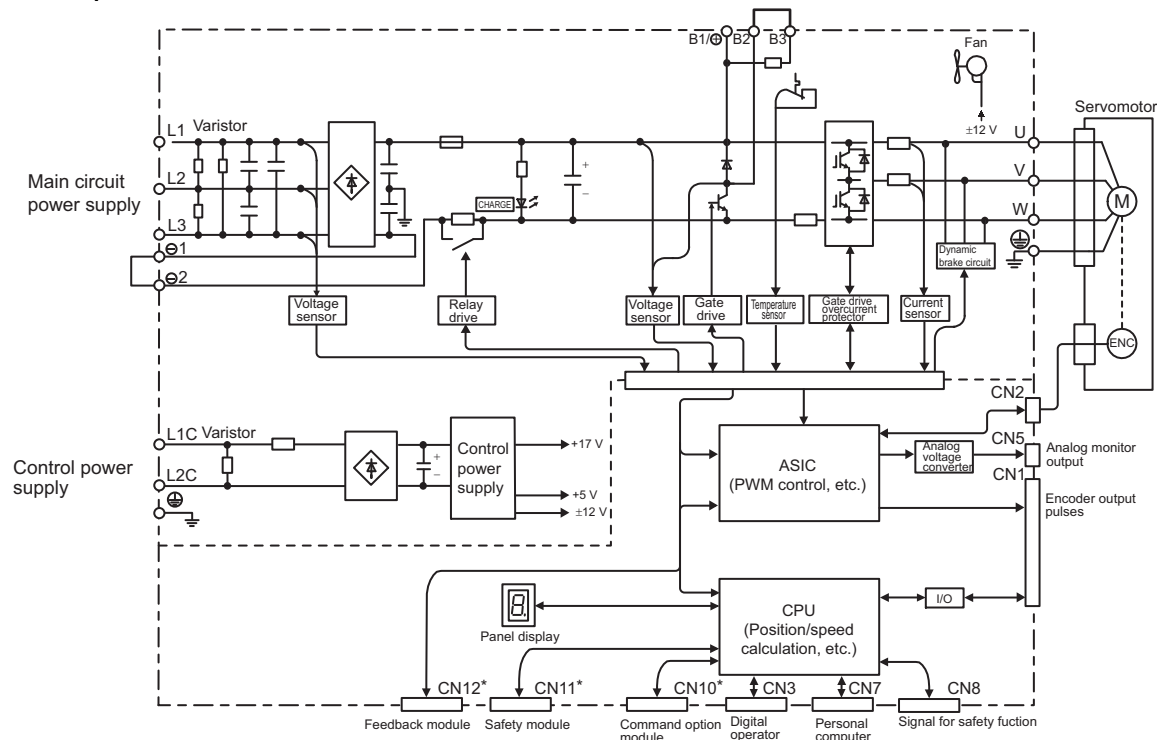 B1/⊕ B2 B3
Fan
±12 V
Servomotor
L1 Varistor
U
L2
V
Main circuit
power supply
CHARGE
M
L3
W
⊖1
⊖2
Dynamic
brake circuit
Voltage
sensor
Relay
drive
Voltage
sensor
Gate
drive
Temperature
sensor
Gate drive
overcurrent
protector
Current
sensor
ENC
CN2
L1C Varistor
+17 V
Control power
supply
L2C
+
−
Control
power
supply
+5 V
±12 V
ASIC
(PWM control, etc.)
Analog
voltage
converter
CN5
Analog monitor
output
CN1
Encoder output
pulses
8.
Panel display
CPU
(Position/speed
calculation, etc.)
I/O
CN12*
CN11*
CN10*
CN3
CN7
CN8
Feedback module
Safety module
Command option
module
Digital
operator
Personal
computer
Signal for safety fuction